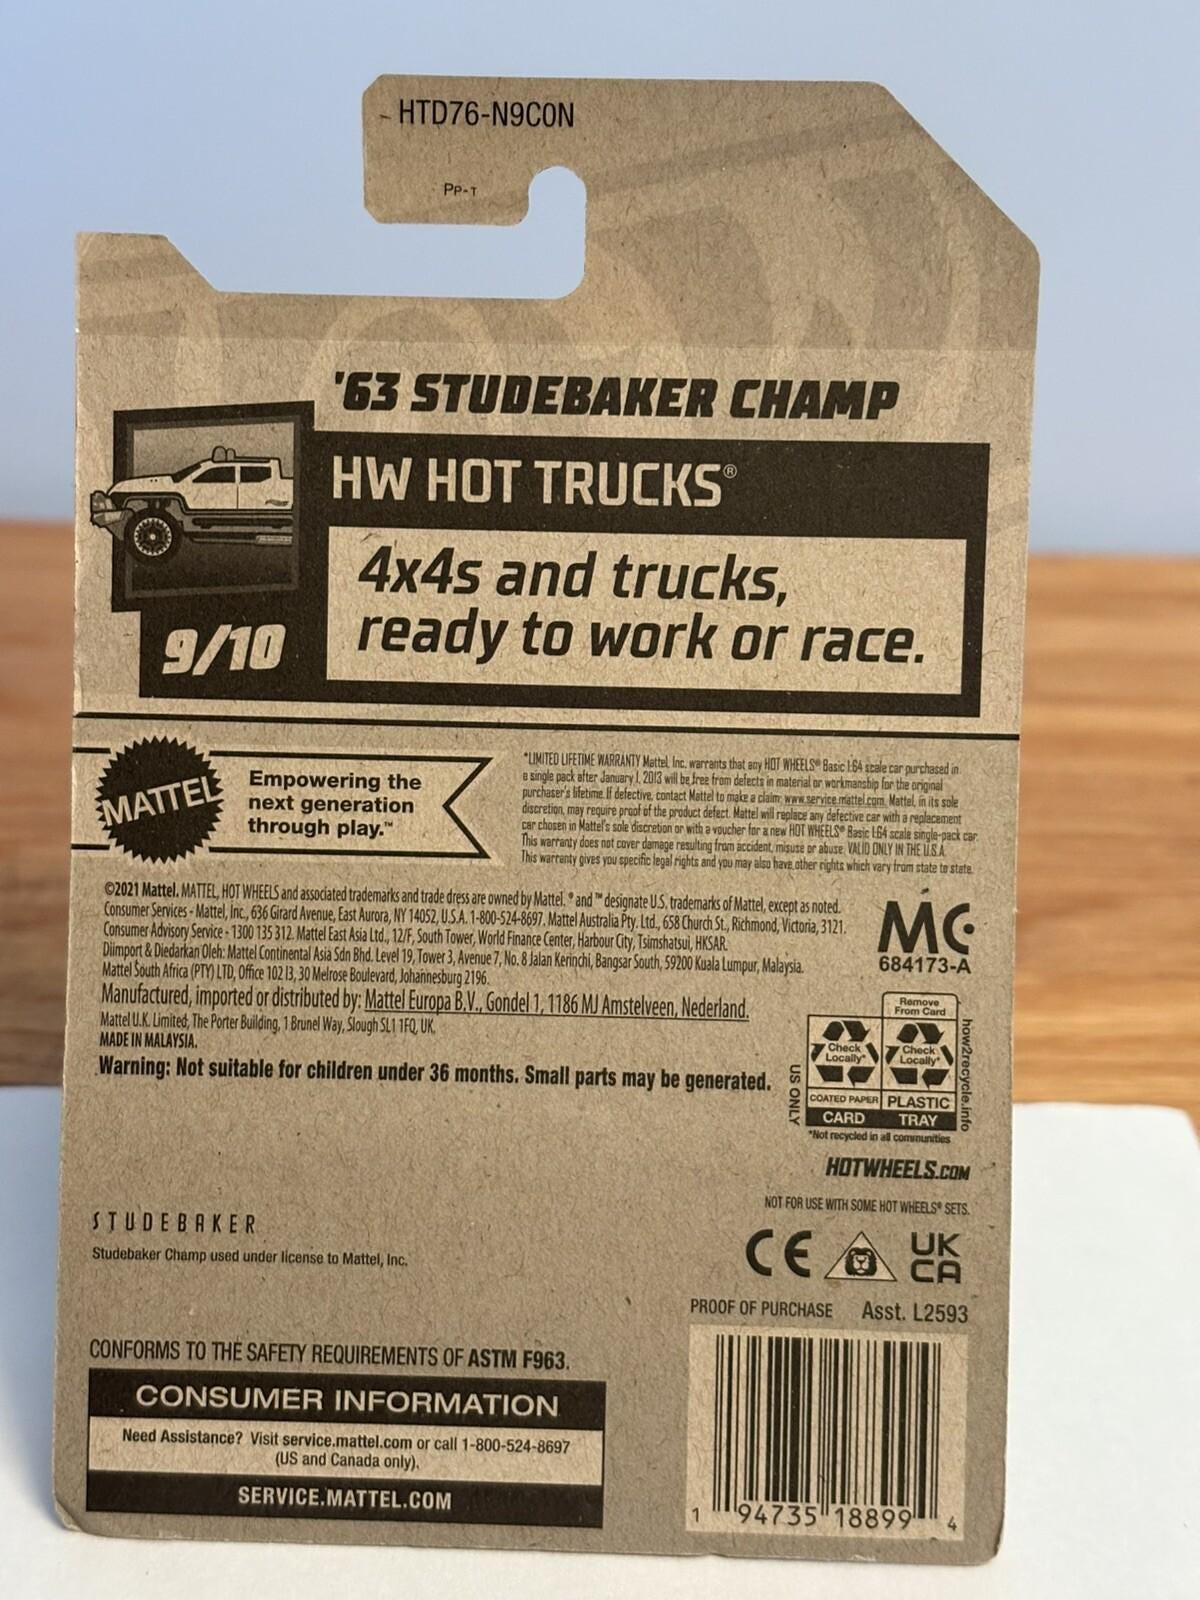 HTD76-N9C0N
PP-T
'63 STUDEBAKER CHAMP
HW HOT TRUCKS®
4x4s and trucks,
ready to work or race.
9/10
MATTEL
Empowering the
next generation
through play.™
*LIMITED LIFETIME WARRANTY Mattel, Inc. warrants that any HOT WHEELS® Basic 1:64 scale car purchased in
a single pack after January 1, 2013 will be free from defects in material or workmanship for the original
purchaser's lifetime. If defective, contact Mattel to make a claim: www.service.mattel.com. Mattel, in its sole
discretion, may require proof of the product defect. Mattel will replace any defective car with a replacement
car chosen in Mattel's sole discretion or with a voucher for a new HOT WHEELS® Basic 1:64 scale single-pack car.
This warranty does not cover damage resulting from accident, misuse or abuse. VALID ONLY IN THE U.S.A.
This warranty gives you specific legal rights and you may also have other rights which vary from state to state.
©2021 Mattel. MATTEL, HOT WHEELS and associated trademarks and trade dress are owned by Mattel. ® and ™ designate U.S. trademarks of Mattel, except as noted.
Consumer Services - Mattel, Inc., 636 Girard Avenue, East Aurora, NY 14052, U.S.A. 1-800-524-8697. Mattel Australia Pty. Ltd., 658 Church St., Richmond, Victoria, 3121.
Consumer Advisory Service - 1300 135 312. Mattel East Asia Ltd., 12/F, South Tower, World Finance Center, Harbour City, Tsimshatsui, HKSAR.
Diimport & Diedarkan Oleh: Mattel Continental Asia Sdn Bhd. Level 19, Tower 3, Avenue 7, No. 8 Jalan Kerinchi, Bangsar South, 59200 Kuala Lumpur, Malaysia.
Mattel South Africa (PTY) LTD, Office 102 I3, 30 Melrose Boulevard, Johannesburg 2196.
Manufactured, imported or distributed by: Mattel Europa B.V., Gondel 1, 1186 MJ Amstelveen, Nederland.
Mattel U.K. Limited, The Porter Building, 1 Brunel Way, Slough SL1 1FQ, UK.
MADE IN MALAYSIA.
Warning: Not suitable for children under 36 months. Small parts may be generated.
MC
684173-A
Remove
From Card
Check
Locally*
Check
Locally*
COATED PAPER
PLASTIC
CARD
TRAY
US ONLY
how2recycle.info
*Not recycled in all communities
HOTWHEELS.COM
NOT FOR USE WITH SOME HOT WHEELS® SETS.
STUDEBAKER
Studebaker Champ used under license to Mattel, Inc.
CE
UK
CA
PROOF OF PURCHASE
Asst. L2593
CONFORMS TO THE SAFETY REQUIREMENTS OF ASTM F963.
CONSUMER INFORMATION
Need Assistance? Visit service.mattel.com or call 1-800-524-8697
(US and Canada only).
SERVICE.MATTEL.COM
1 94735 18899 4